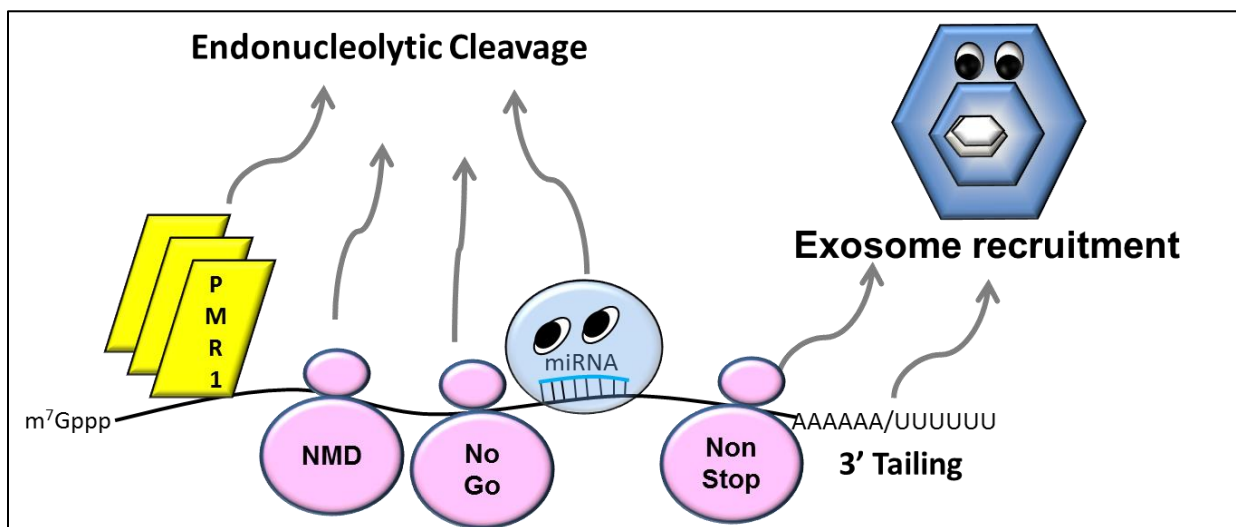 Endonucleolytic Cleavage
Exosome recruitment
P
M
R
1
miRNA
m⁷Gppp
NMD
No
Go
Non
Stop
AAAAAA/UUUUUU
3’ Tailing